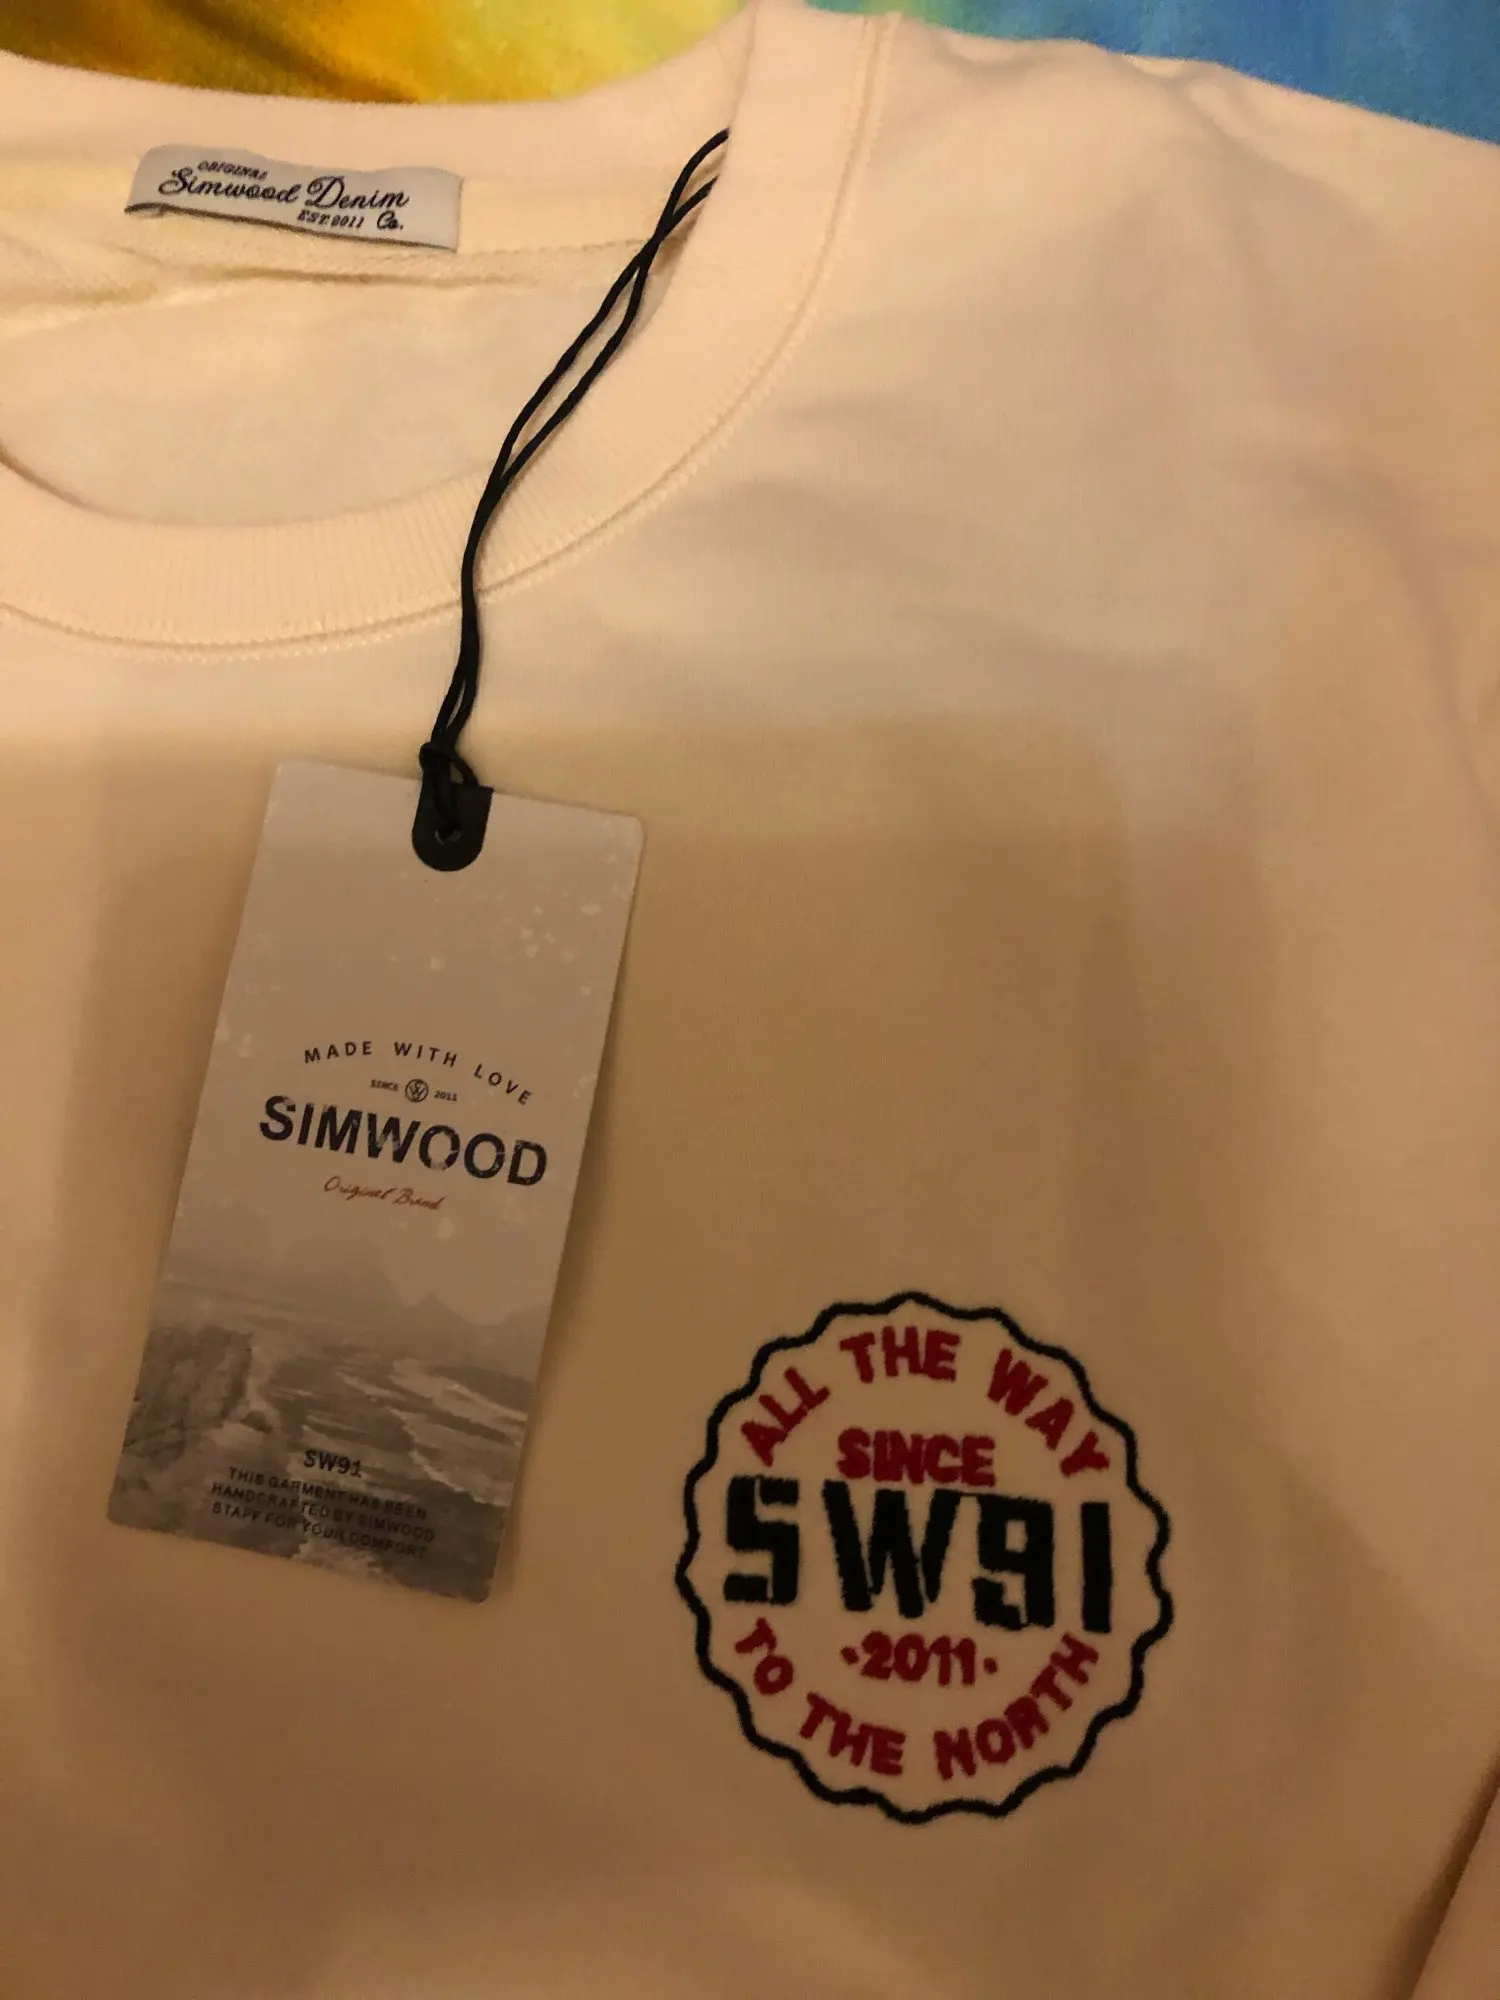 ORIGINAL
Simwood Denim
EST.2011 Co.
MADE WITH LOVE
SINCE SW 2011
SIMWOOD
Original Brand
SW91
THIS GARMENT HAS BEEN
HANDCRAFTED BY SIMWOOD
STAFF FOR YOUR COMFORT
ALL THE WAY
SINCE
SW91
·2011·
TO THE NORTH